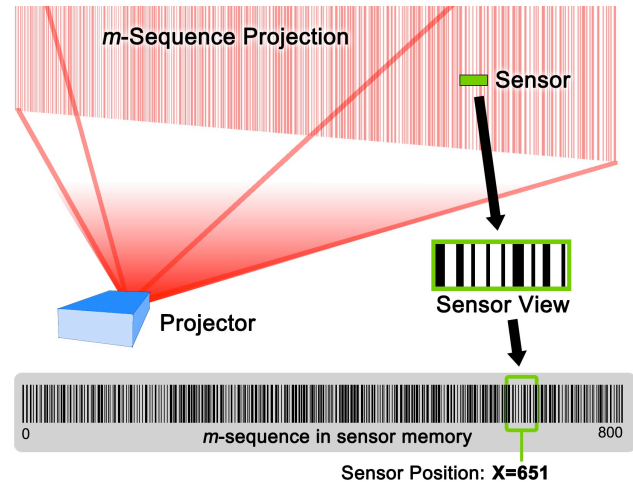 m-Sequence Projection
Sensor
Sensor View
Projector
0
m-sequence in sensor memory
800
Sensor Position: X=651